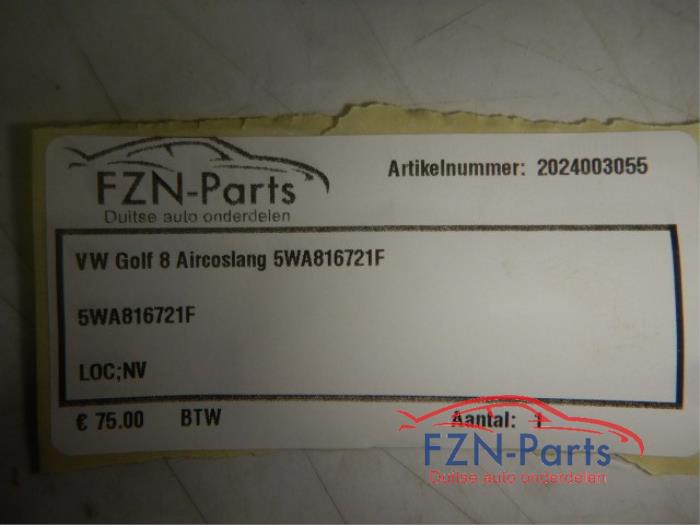 FZN-Parts
Duitse auto onderdelen
Artikelnummer: 2024003055
VW Golf 8 Aircoslang 5WA816721F
5WA816721F
LOC;NV
€ 75.00 BTW Aantal: 1
FZN-Parts
Duitse auto onderdelen